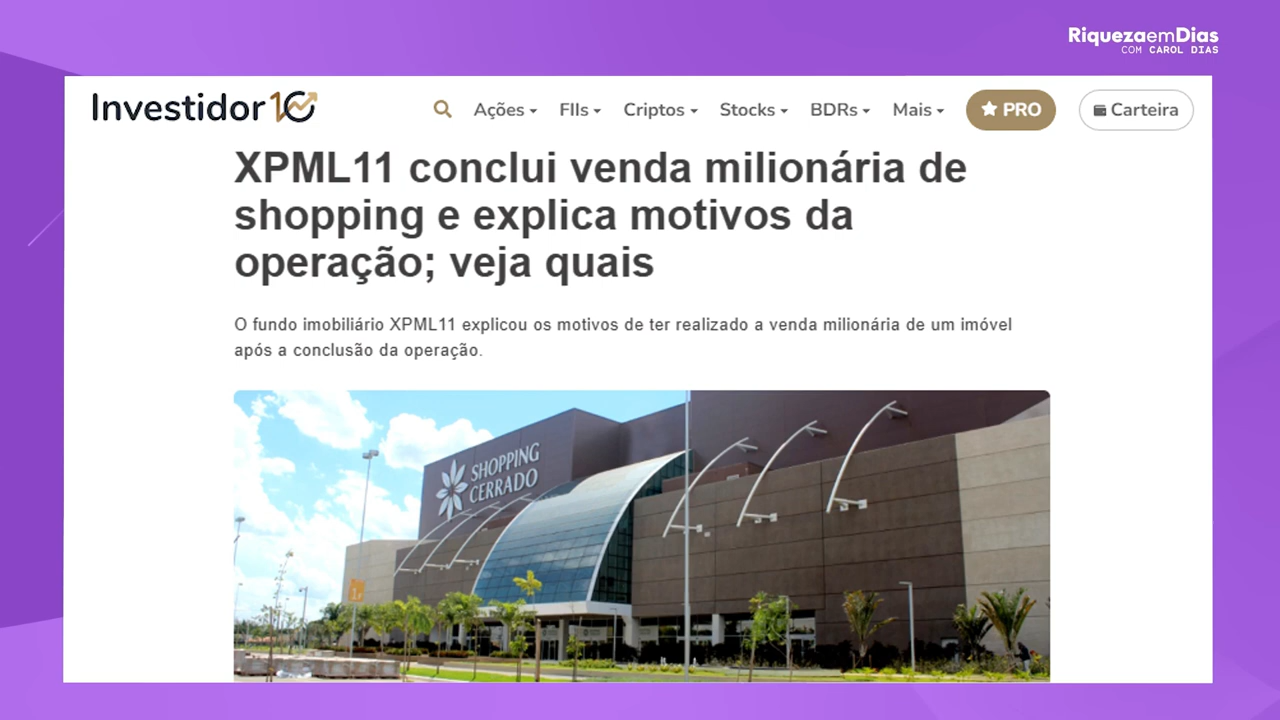 RiquezaemDias
COM CAROL DIAS
Investidor10
Ações
FIIs
Criptos
Stocks
BDRs
Mais
PRO
Carteira
XPML11 conclui venda milionária de
shopping e explica motivos da
operação; veja quais
O fundo imobiliário XPML11 explicou os motivos de ter realizado a venda milionária de um imóvel
após a conclusão da operação.
SHOPPING
CERRADO